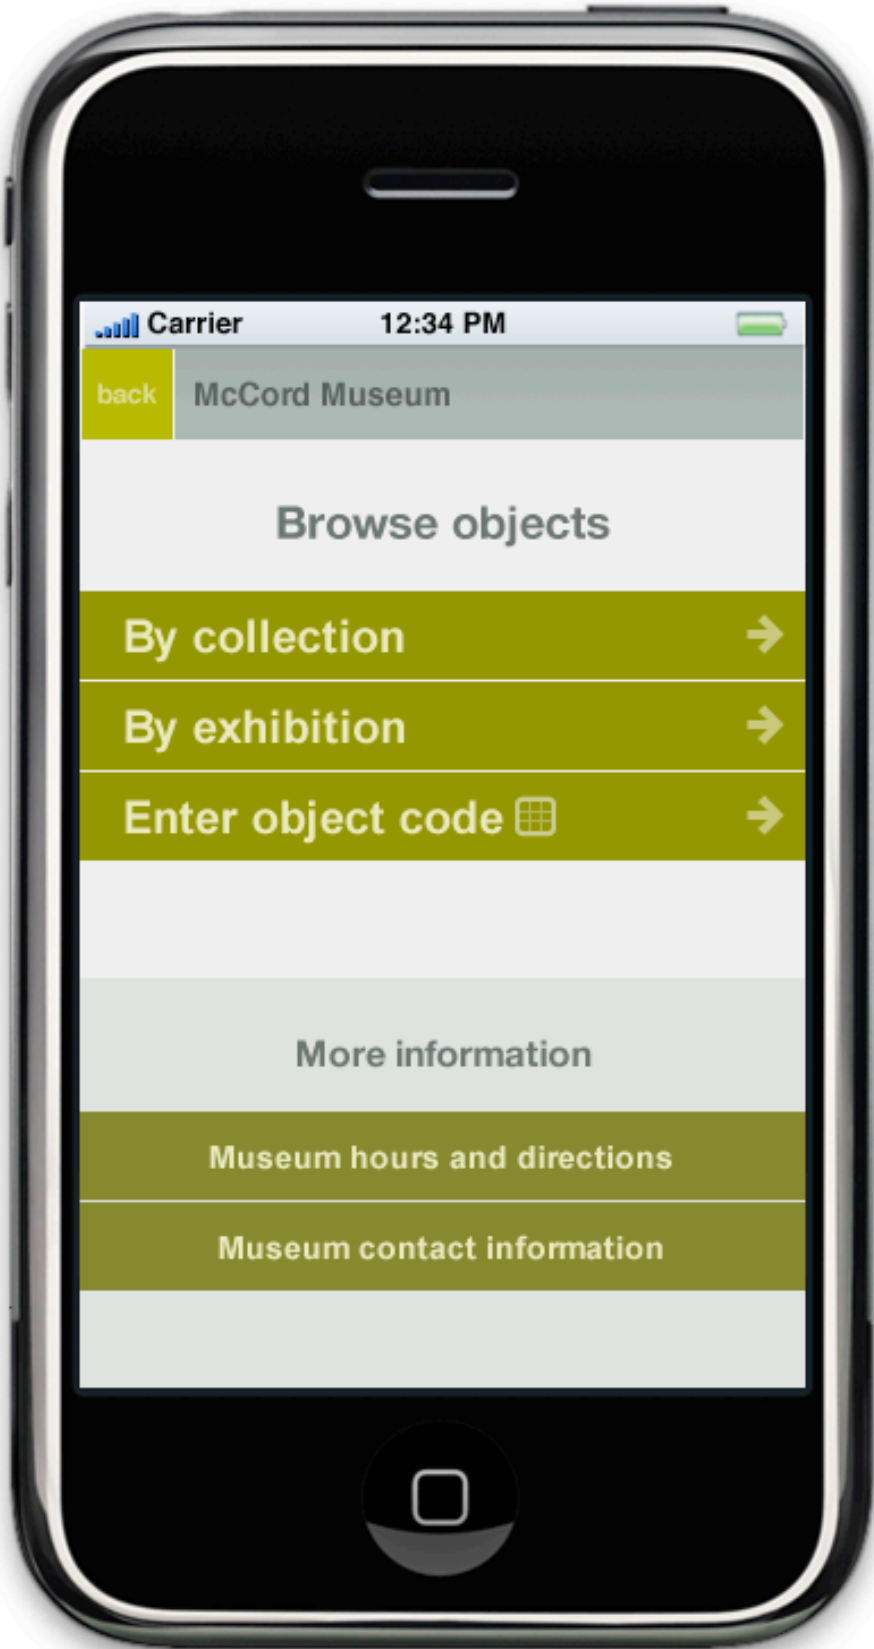 Carrier 12:34 PM
back McCord Museum
Browse objects
By collection
By exhibition
Enter object code
More information
Museum hours and directions
Museum contact information